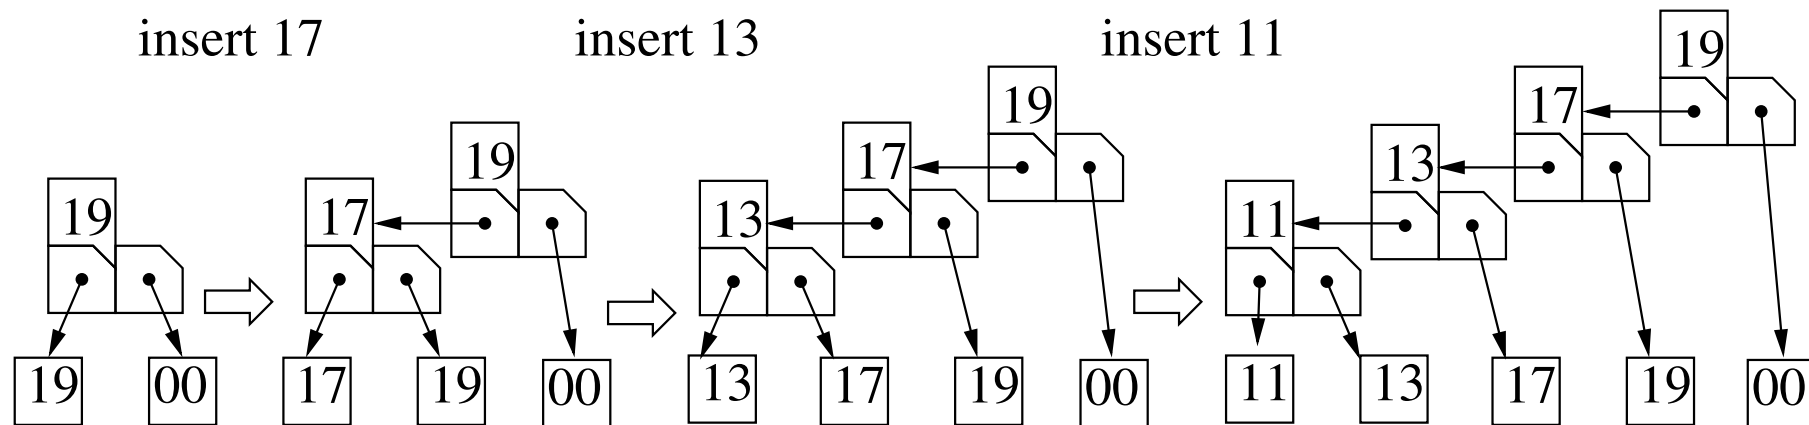 insert 17 insert 13 insert 11
19
19 17
17 19 13
19 17 13 11
19 00 17 19 00 13 17 19 00 11 13 17 19 00